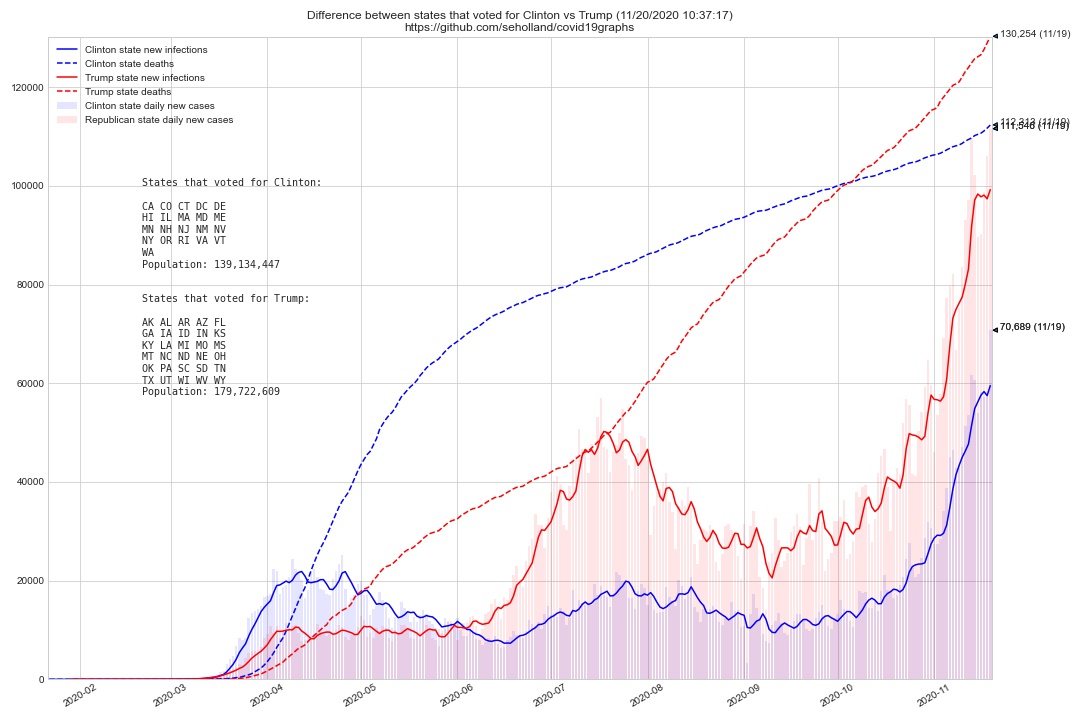 Difference between states that voted for Clinton vs Trump (11/20/2020 10:37:17)
https://github.com/seholland/covid19graphs
Clinton state new infections
Clinton state deaths
Trump state new infections
Trump state deaths
Clinton state daily new cases
Republican state daily new cases
States that voted for Clinton:
CA CO CT DC DE
HI IL MA MD ME
MN NH NJ NM NV
NY OR RI VA VT
WA
Population: 139,134,447
States that voted for Trump:
AK AL AR AZ FL
GA IA ID IN KS
KY LA MI MO MS
MT NC ND NE OH
OK PA SC SD TN
TX UT WI WV WY
Population: 179,722,609
130,254 (11/19)
(11/19)
70,689 (11/19)
120000
100000
80000
60000
40000
20000
0
2020-02
2020-03
2020-04
2020-05
2020-06
2020-07
2020-08
2020-09
2020-10
2020-11